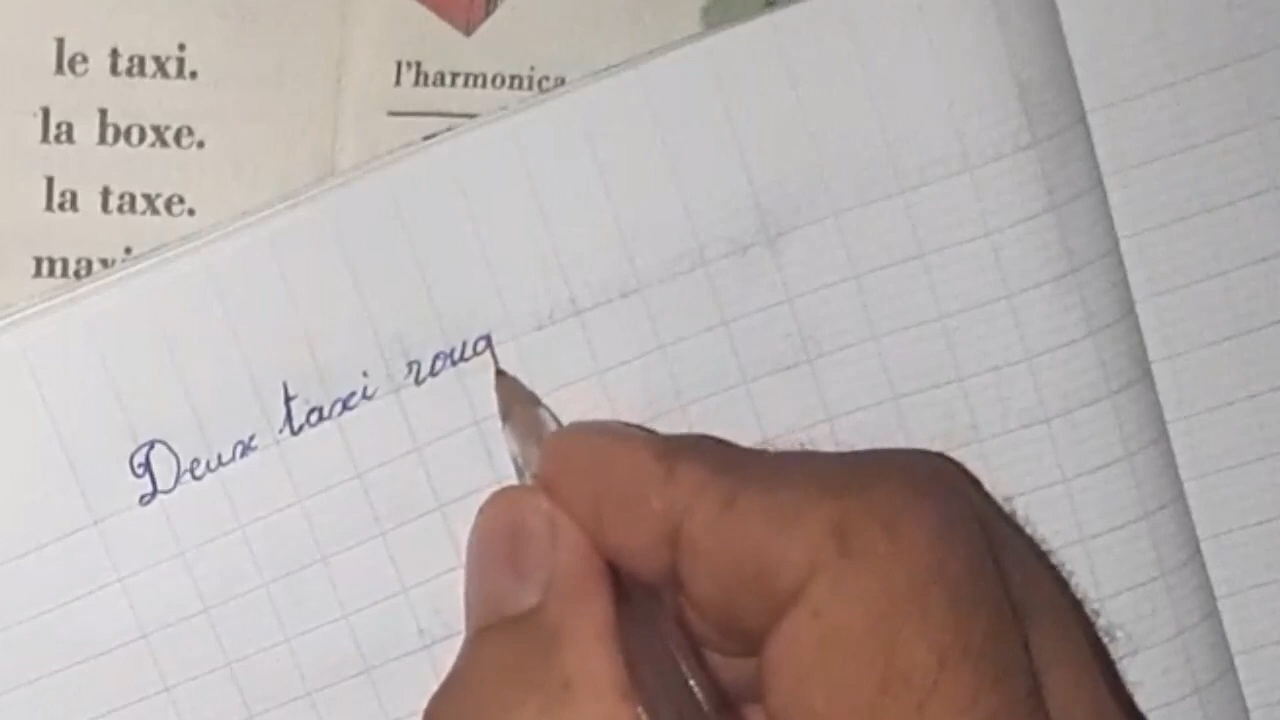 le taxi.
l'harmonica
la boxe.
la taxe.
Deux taxi roug